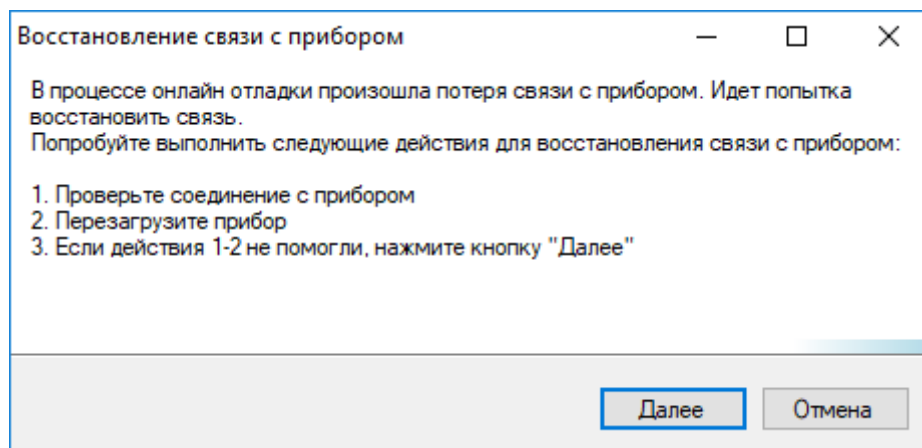 Восстановление связи с прибором
В процессе онлайн отладки произошла потеря связи с прибором. Идет попытка
восстановить связь.
Попробуйте выполнить следующие действия для восстановления связи с прибором:
1. Проверьте соединение с прибором
2. Перезагрузите прибор
3. Если действия 1-2 не помогли, нажмите кнопку "Далее"
Далее
Отмена